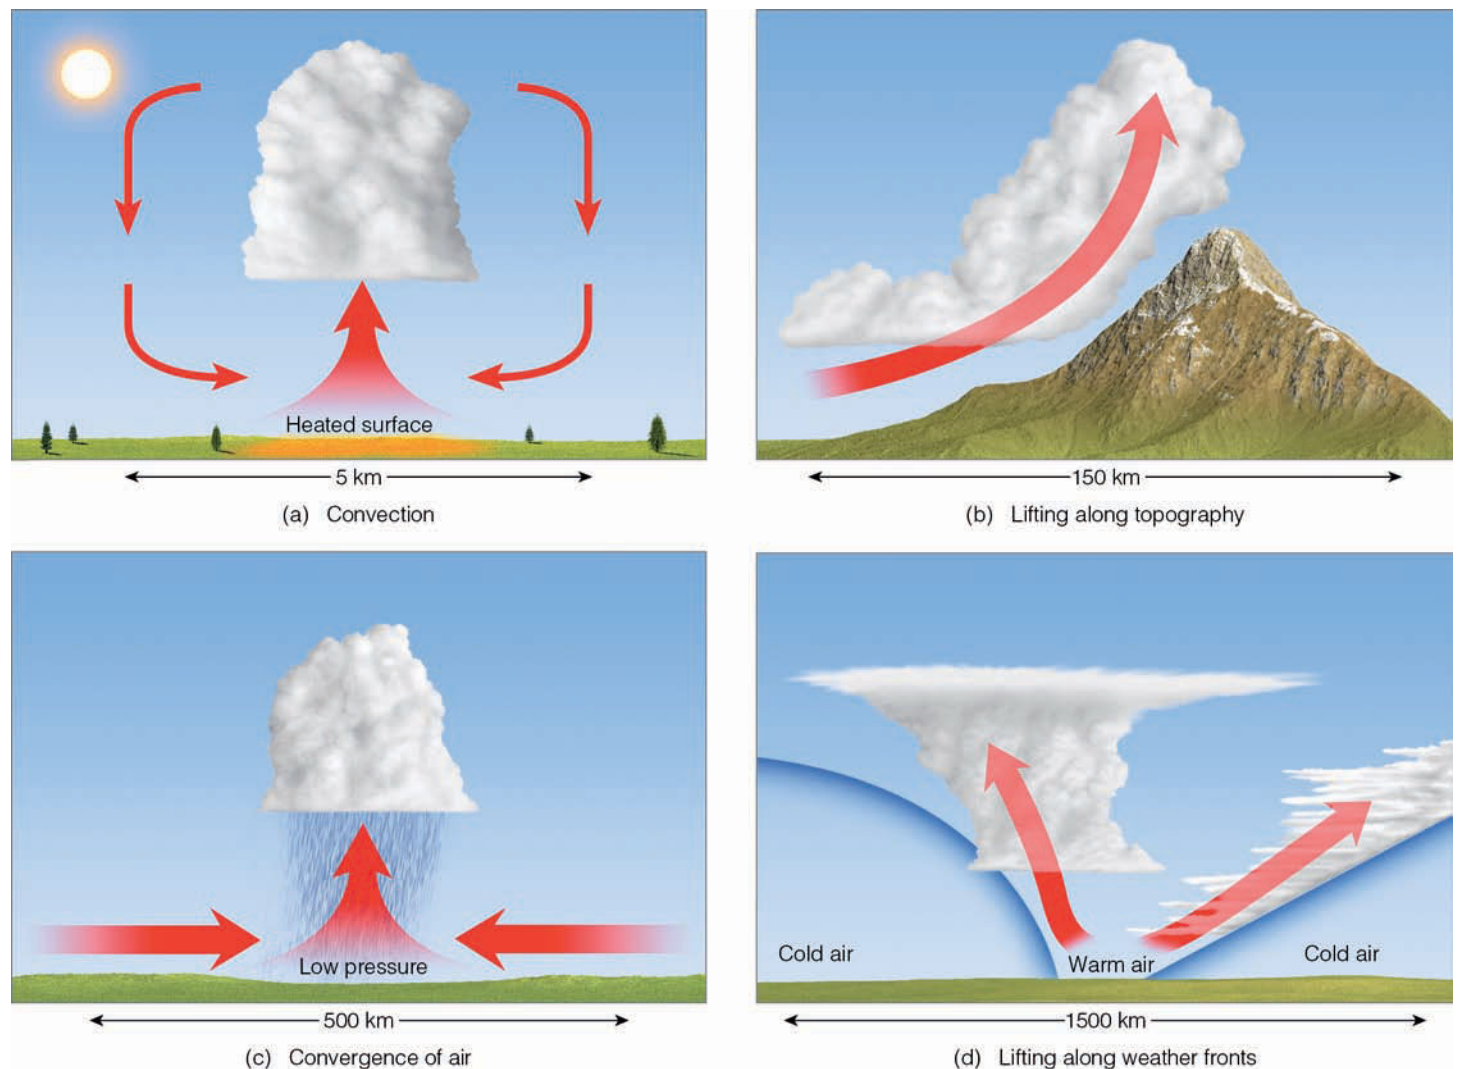 Heated surface
5 km
(a) Convection
150 km
(b) Lifting along topography
Low pressure
500 km
(c) Convergence of air
Cold air
Warm air
Cold air
1500 km
(d) Lifting along weather fronts